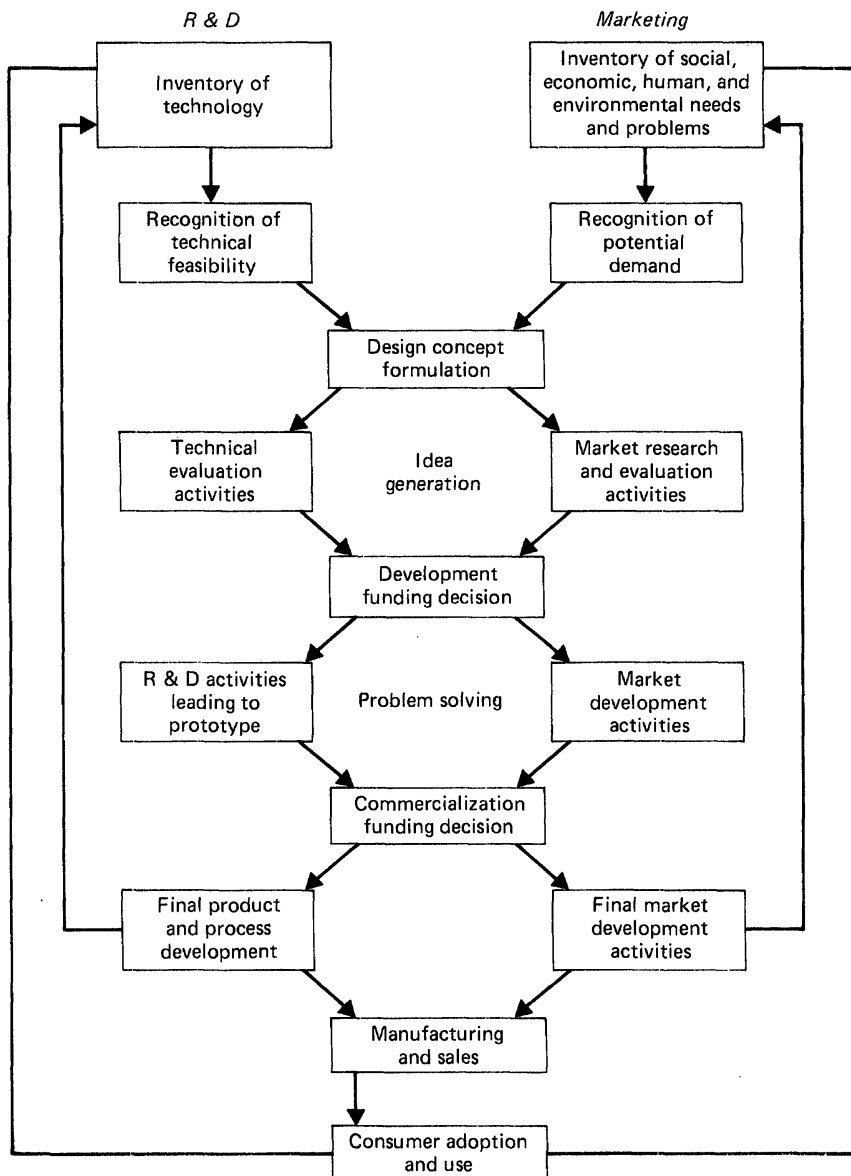 R & D
Marketing
Inventory of
technology
Inventory of social,
economic, human, and
environmental needs
and problems
Recognition of
technical
feasibility
Recognition of
potential
demand
Design concept
formulation
Technical
evaluation
activities
Idea
generation
Market research
and evaluation
activities
Development
funding decision
R & D activities
leading to
prototype
Problem solving
Market
development
activities
Commercialization
funding decision
Final product
and process
development
Final market
development
activities
Manufacturing
and sales
Consumer adoption
and use